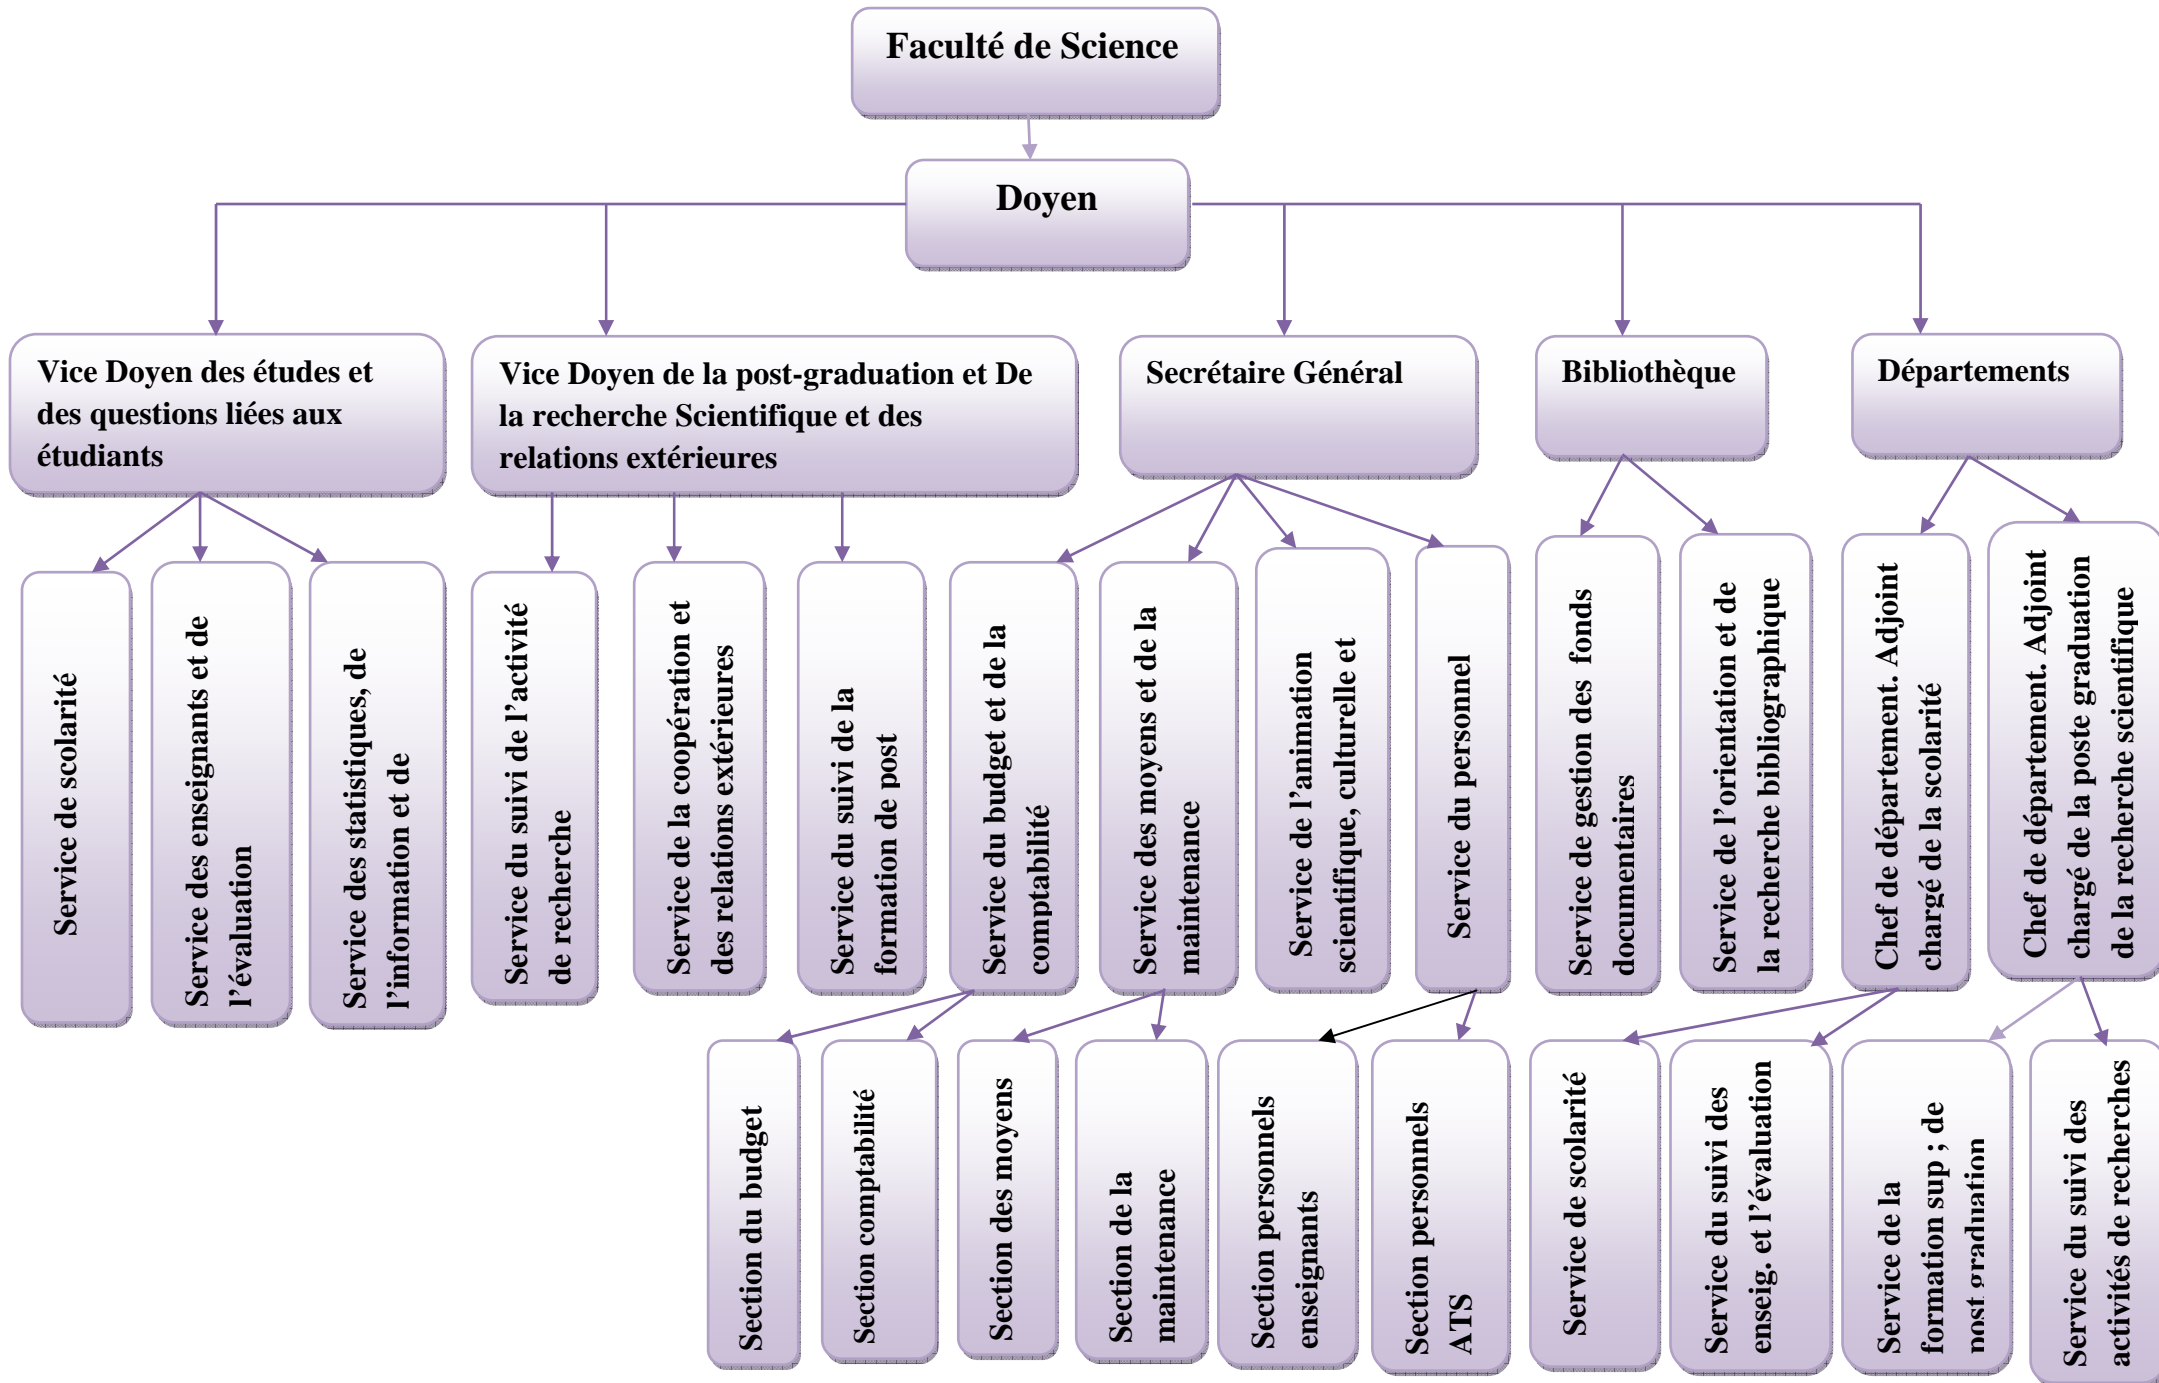 Faculté de Science
Doyen
Vice Doyen des études et
des questions liées aux
étudiants
Vice Doyen de la post-graduation et De
la recherche Scientifique et des
relations extérieures
Secrétaire Général
Bibliothèque
Départements
Service de scolarité
Service des enseignants et de
l'évaluation
Service des statistiques, de
l'information et de
Service du suivi de l'activité
de recherche
Service de la coopération et
des relations extérieures
Service du suivi de la
formation de post
Service du budget et de la
comptabilité
Service des moyens et de la
maintenance
Service de l'animation
scientifique, culturelle et
Service du personnel
Service de gestion des fonds
documentaires
Service de l'orientation et de
la recherche bibliographique
Chef de département. Adjoint
chargé de la scolarité
Chef de département. Adjoint
chargé de la poste graduation
de la recherche scientifique
Section du budget
Section comptabilité
Section des moyens
Section de la
maintenance
Section personnels
enseignants
Section personnels
ATS
Service de scolarité
Service du suivi des
enseig. et l'évaluation
Service de la
formation sup ; de
post graduation
Service du suivi des
activités de recherches